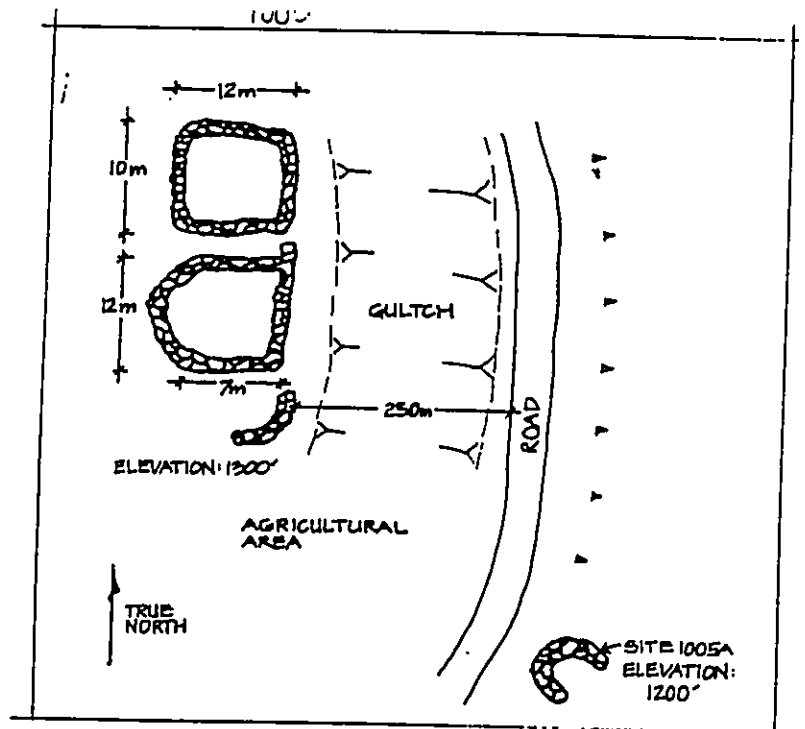 12m
10m
12m
GULTCH
7m
250m
ROAD
ELEVATION: 1300'
AGRICULTURAL
AREA
TRUE
NORTH
SITE 1005A
ELEVATION:
1200'